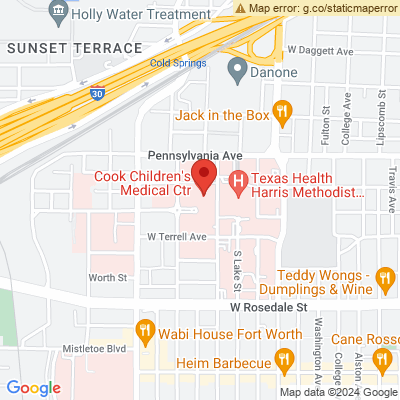 Map error: g.co/staticmaperror
Holly Water Treatment
SUNSET TERRACE
W Daggett Ave
Cold Springs
Danone
30
Jack in the Box
Fulton St
College Ave
Lipscomb St
Pennsylvania Ave
Cook Children's
Medical Ctr
H
Texas Health
Harris Methodist...
Travis Ave
W Terrell Ave
S Lake St
Worth St
Teddy Wongs -
Dumplings & Wine
W Rosedale St
Wabi House Fort Worth
Washington Av
College
Alston
Cane Rosso
Mistletoe Blvd
Heim Barbecue
Google
Map data ©2024 Google